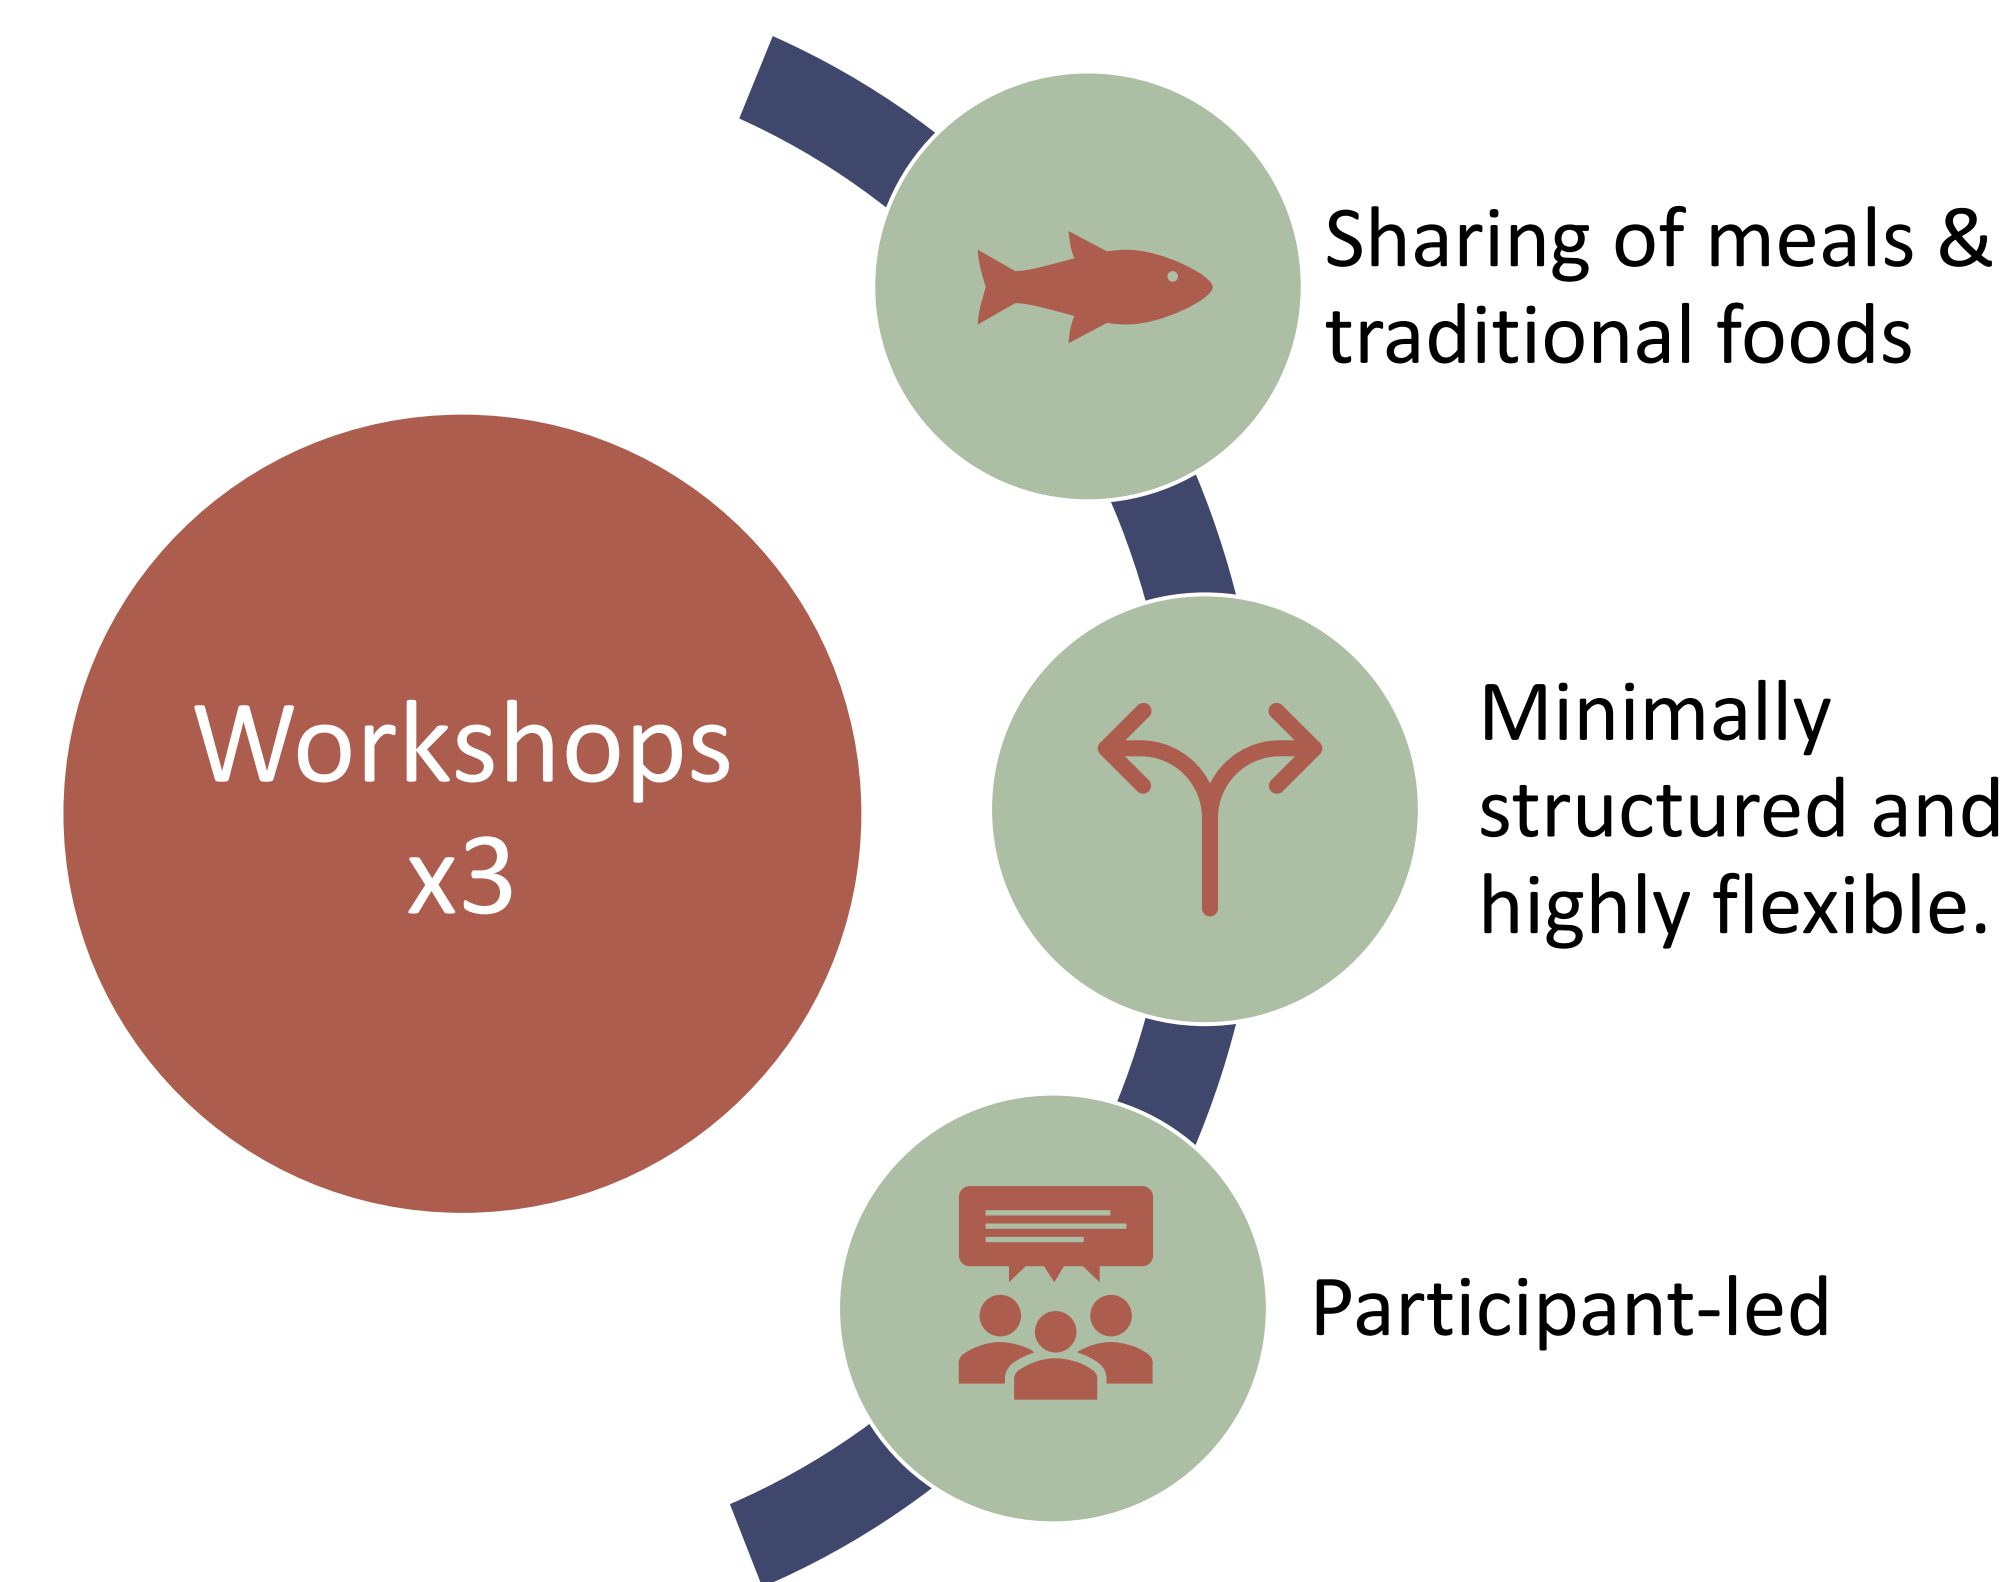 Workshops
x3
Sharing of meals &
traditional foods
Minimally
structured and
highly flexible.
Participant-led